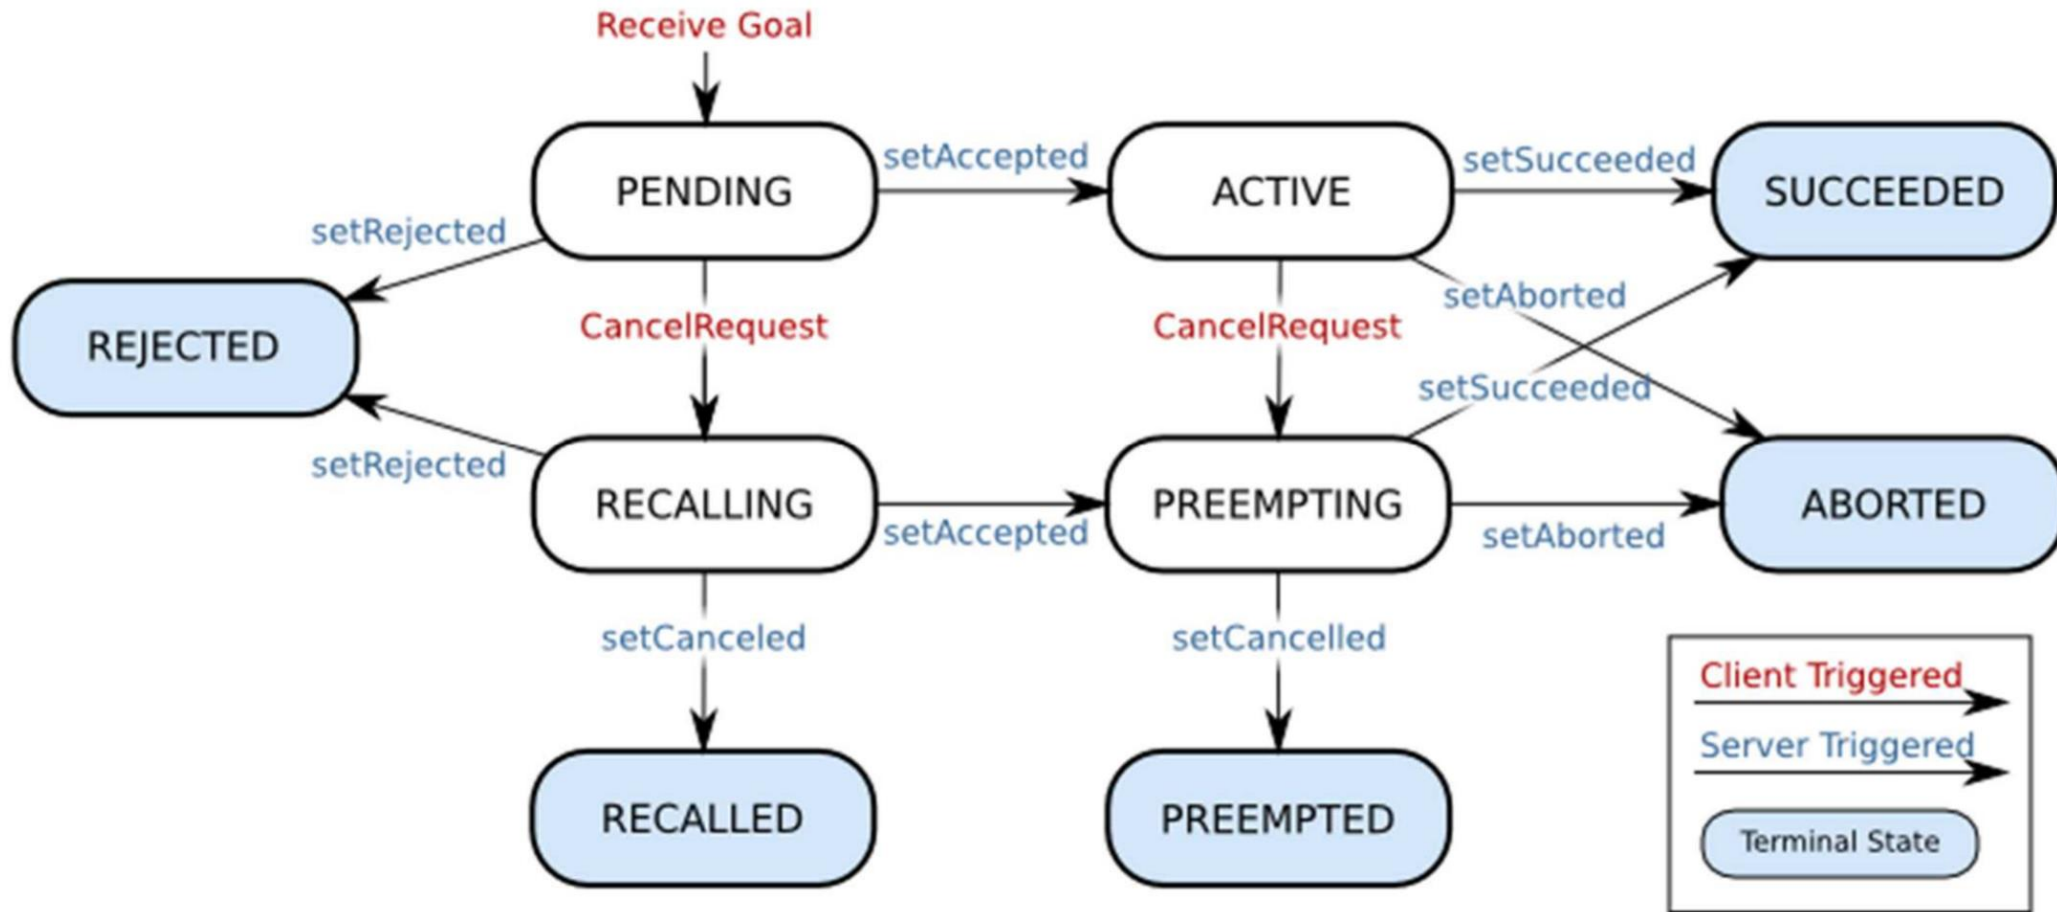 Receive Goal
PENDING
setAccepted
ACTIVE
setSucceeded
SUCCEEDED
setRejected
REJECTED
CancelRequest
CancelRequest
setAborted
setSucceeded
setRejected
RECALLING
setAccepted
PREEMPTING
setAborted
ABORTED
setCanceled
setCancelled
RECALLED
PREEMPTED
Client Triggered
Server Triggered
Terminal State